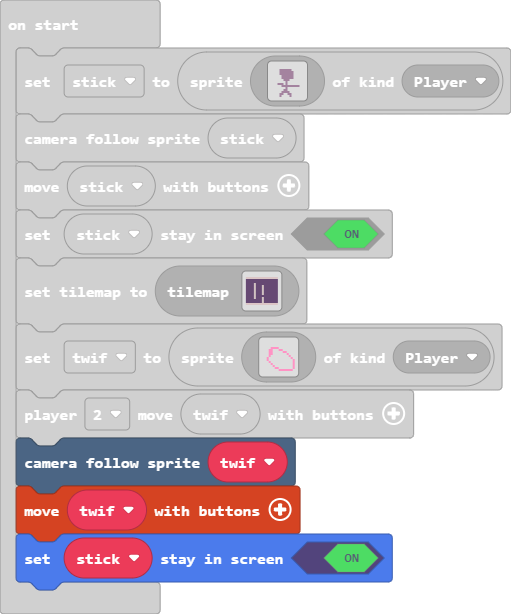 on start
set stick to sprite of kind Player
camera follow sprite stick
move stick with buttons
set stick stay in screen ON
set tilemap to tilemap
set twif to sprite of kind Player
player 2 move twif with buttons
camera follow sprite twif
move twif with buttons
set stick stay in screen ON